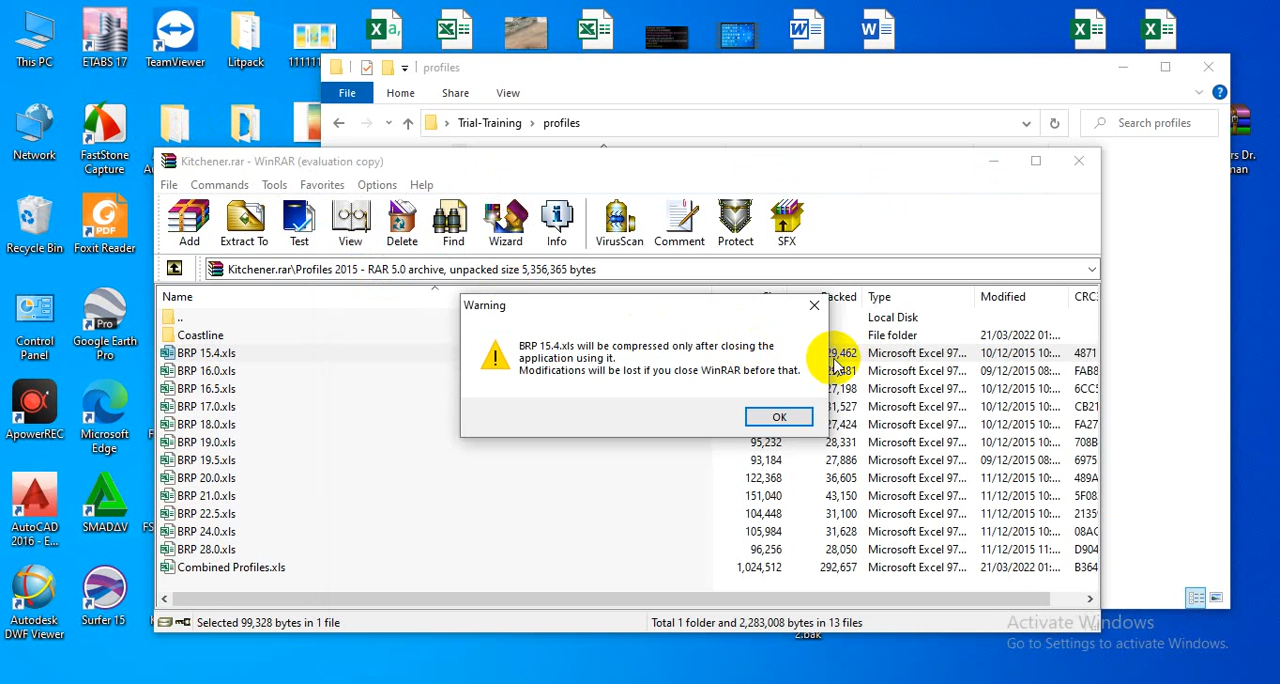 This PC
ETABS 17
TeamViewer
Litpack
profiles
File
Home
Share
View
Trial-Training
profiles
Search profiles
Network
FastStone
Capture
Recycle Bin
Foxit Reader
Control
Panel
Google Earth
Pro
ApowerREC
Microsoft
Edge
AutoCAD
2016 - E...
SMADΔV
Autodesk
DWF Viewer
Surfer 15
Kitchener.rar - WinRAR (evaluation copy)
File Commands Tools Favorites Options Help
Add Extract To Test View Delete Find Wizard Info VirusScan Comment Protect SFX
Kitchener.rar\Profiles 2015 - RAR 5.0 archive, unpacked size 5,356,365 bytes
Name Packed Type Modified
.. Local Disk
Coastline File folder 21/03/2022 01:...
BRP 15.4.xls 29,462 Microsoft Excel 97... 10/12/2015 10:... 4871
BRP 16.0.xls Microsoft Excel 97... 09/12/2015 08:... FAB8
BRP 16.5.xls 27,198 Microsoft Excel 97... 10/12/2015 10:... 6CC5
BRP 17.0.xls 31,527 Microsoft Excel 97... 10/12/2015 10:... CB21
BRP 18.0.xls 27,424 Microsoft Excel 97... 10/12/2015 10:... FA27
BRP 19.0.xls 95,232 28,331 Microsoft Excel 97... 10/12/2015 10:... 708B
BRP 19.5.xls 93,184 27,886 Microsoft Excel 97... 09/12/2015 08:... 6975
BRP 20.0.xls 122,368 36,605 Microsoft Excel 97... 11/12/2015 10:... 489A
BRP 21.0.xls 151,040 43,150 Microsoft Excel 97... 11/12/2015 10:...
BRP 22.5.xls 104,448 31,100 Microsoft Excel 97... 11/12/2015 10:...
BRP 24.0.xls 105,984 31,628 Microsoft Excel 97... 11/12/2015 10:...
BRP 28.0.xls 96,256 28,050 Microsoft Excel 97... 11/12/2015 11:... D904
Combined Profiles.xls 1,024,512 292,657 Microsoft Excel 97... 21/03/2022 01:... B364
Selected 99,328 bytes in 1 file
Total 1 folder and 2,283,008 bytes in 13 files
Warning
BRP 15.4.xls will be compressed only after closing the
application using it.
Modifications will be lost if you close WinRAR before that.
OK
2.bak
Activate Windows
Go to Settings to activate Windows.